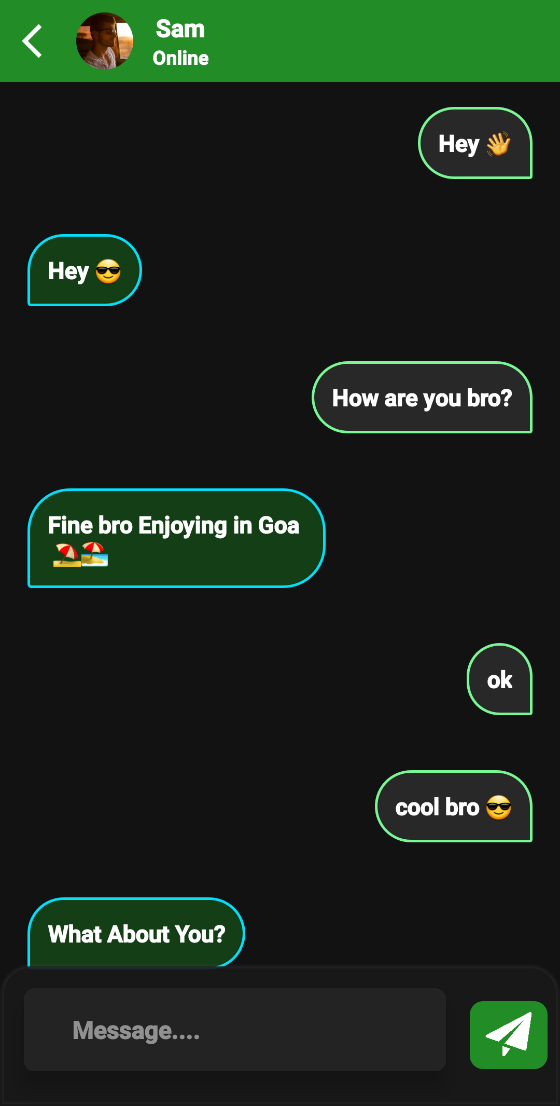 Sam
Online
Hey 👋
Hey 😎
How are you bro?
Fine bro Enjoying in Goa
⛱️🏖️
ok
cool bro 😎
What About You?
Message....